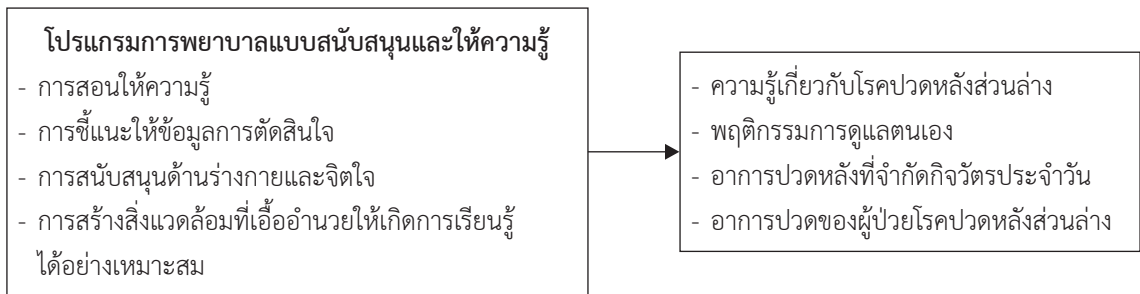 โปรแกรมการพยาบาลแบบสนับสนุนและให้ความรู้
- การสอนให้ความรู้
- การชี้แนะให้ข้อมูลการตัดสินใจ
- การสนับสนุนด้านร่างกายและจิตใจ
- การสร้างสิ่งแวดล้อมที่เอื้ออำนวยให้เกิดการเรียนรู้
ได้อย่างเหมาะสม
- ความรู้เกี่ยวกับโรคปวดหลังส่วนล่าง
- พฤติกรรมการดูแลตนเอง
- อาการปวดหลังที่จำกัดกิจวัตรประจำวัน
- อาการปวดของผู้ป่วยโรคปวดหลังส่วนล่าง